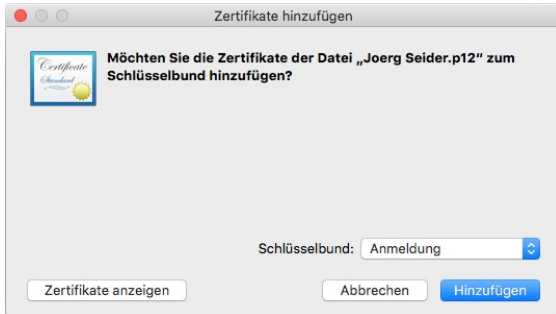 Zertifikate hinzufügen
Certificate
Standard
Möchten Sie die Zertifikate der Datei „Joerg Seider.p12“ zum
Schlüsselbund hinzufügen?
Schlüsselbund: Anmeldung
Zertifikate anzeigen Abbrechen Hinzufügen